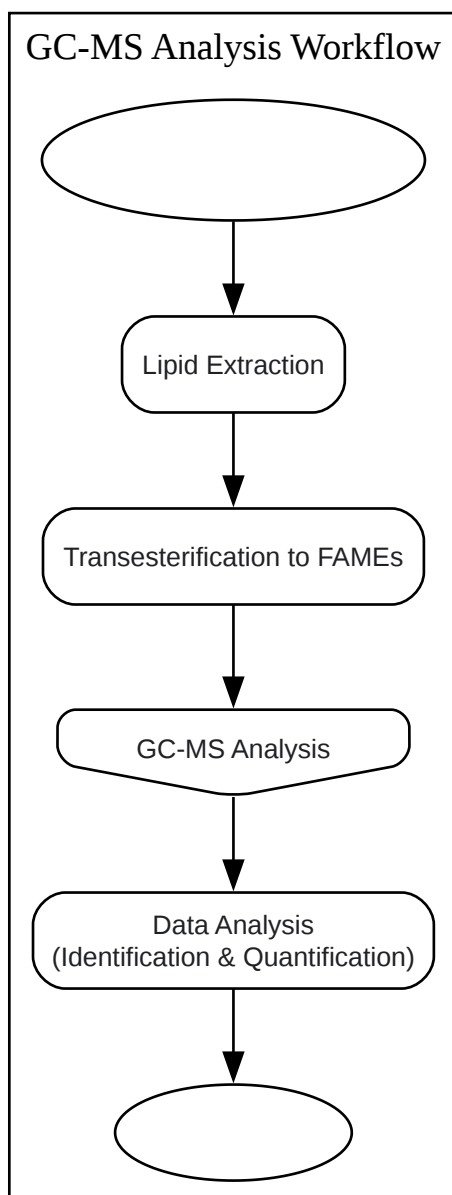 GC-MS Analysis Workflow
Lipid Extraction
Transesterification to FAMEs
GC-MS Analysis
Data Analysis
(Identification & Quantification)